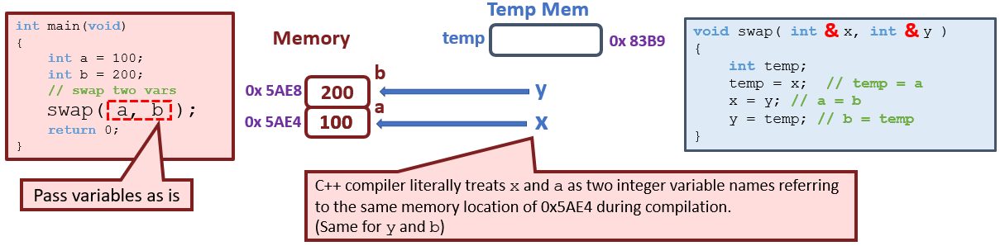 int main(void)
{
int a = 100;
int b = 200;
// swap two vars
swap( a, b );
return 0;
}
Pass variables as is
Temp Mem
temp
0x 83B9
Memory
b
0x 5AE8
200
y
a
0x 5AE4
100
x
C++ compiler literally treats x and a as two integer variable names referring
to the same memory location of 0x5AE4 during compilation.
(Same for y and b)
void swap( int & x, int & y )
{
int temp;
temp = x; // temp = a
x = y; // a = b
y = temp; // b = temp
}